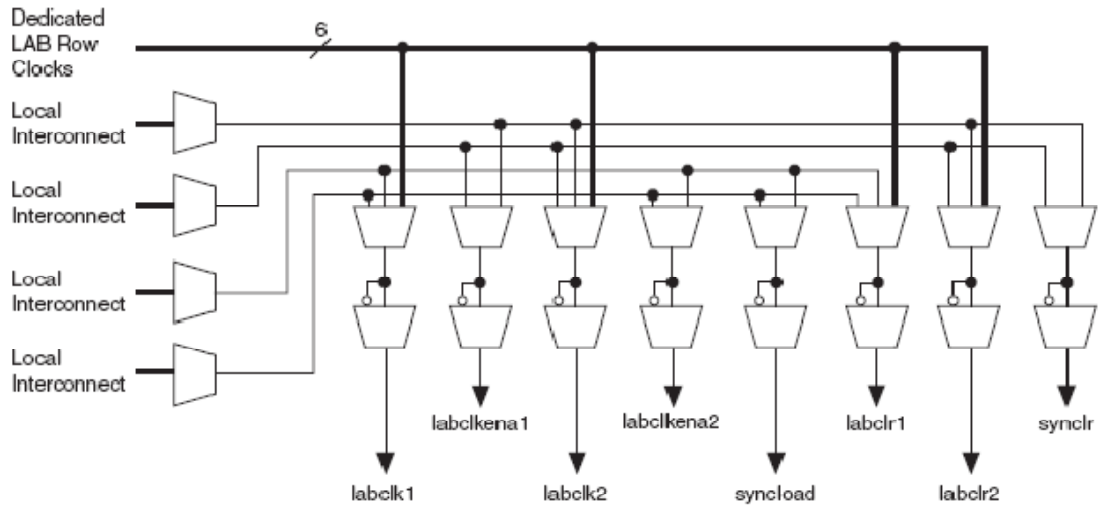 Dedicated
LAB Row
Clocks
6
Local
Interconnect
Local
Interconnect
Local
Interconnect
Local
Interconnect
labclkena1
labclkena2
labclr1
synclr
labclk1
labclk2
syncload
labclr2